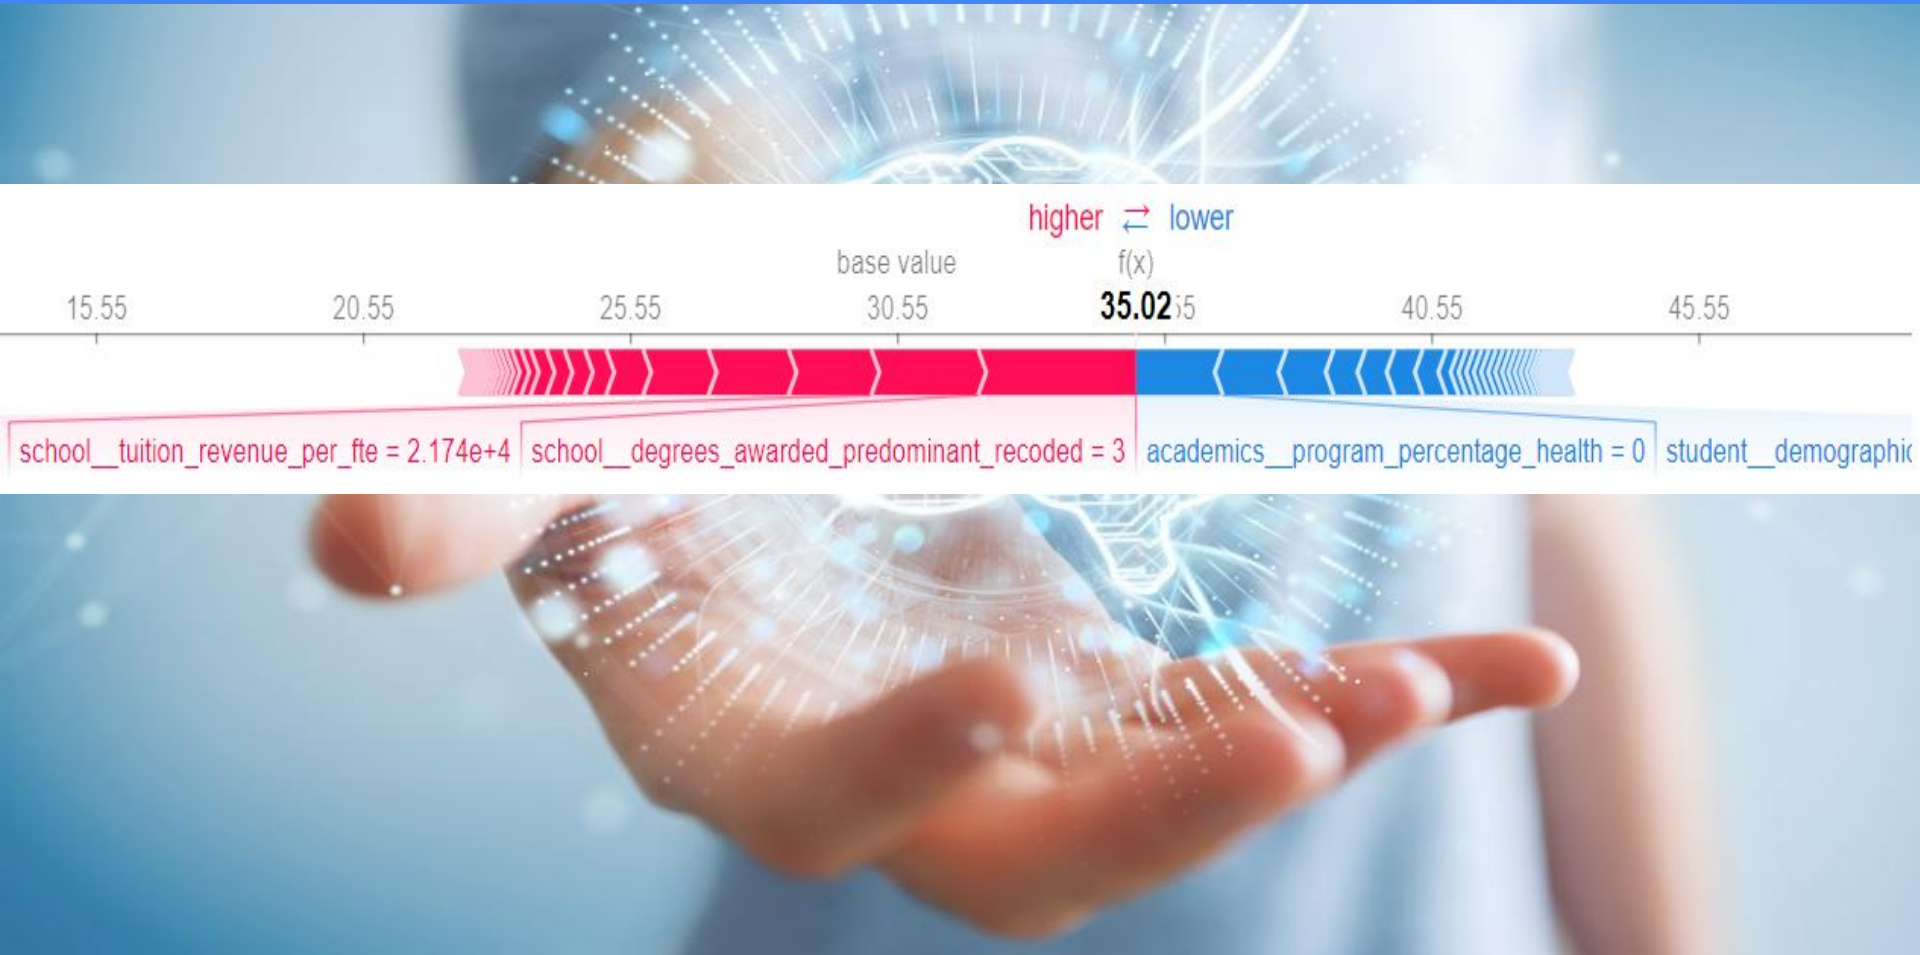 higher ⇄ lower
base value f(x)
15.55 20.55 25.55 30.55 35.02 40.55 45.55
school__tuition_revenue_per_fte = 2.174e+4 school__degrees_awarded_predominant_recoded = 3 academics__program_percentage_health = 0